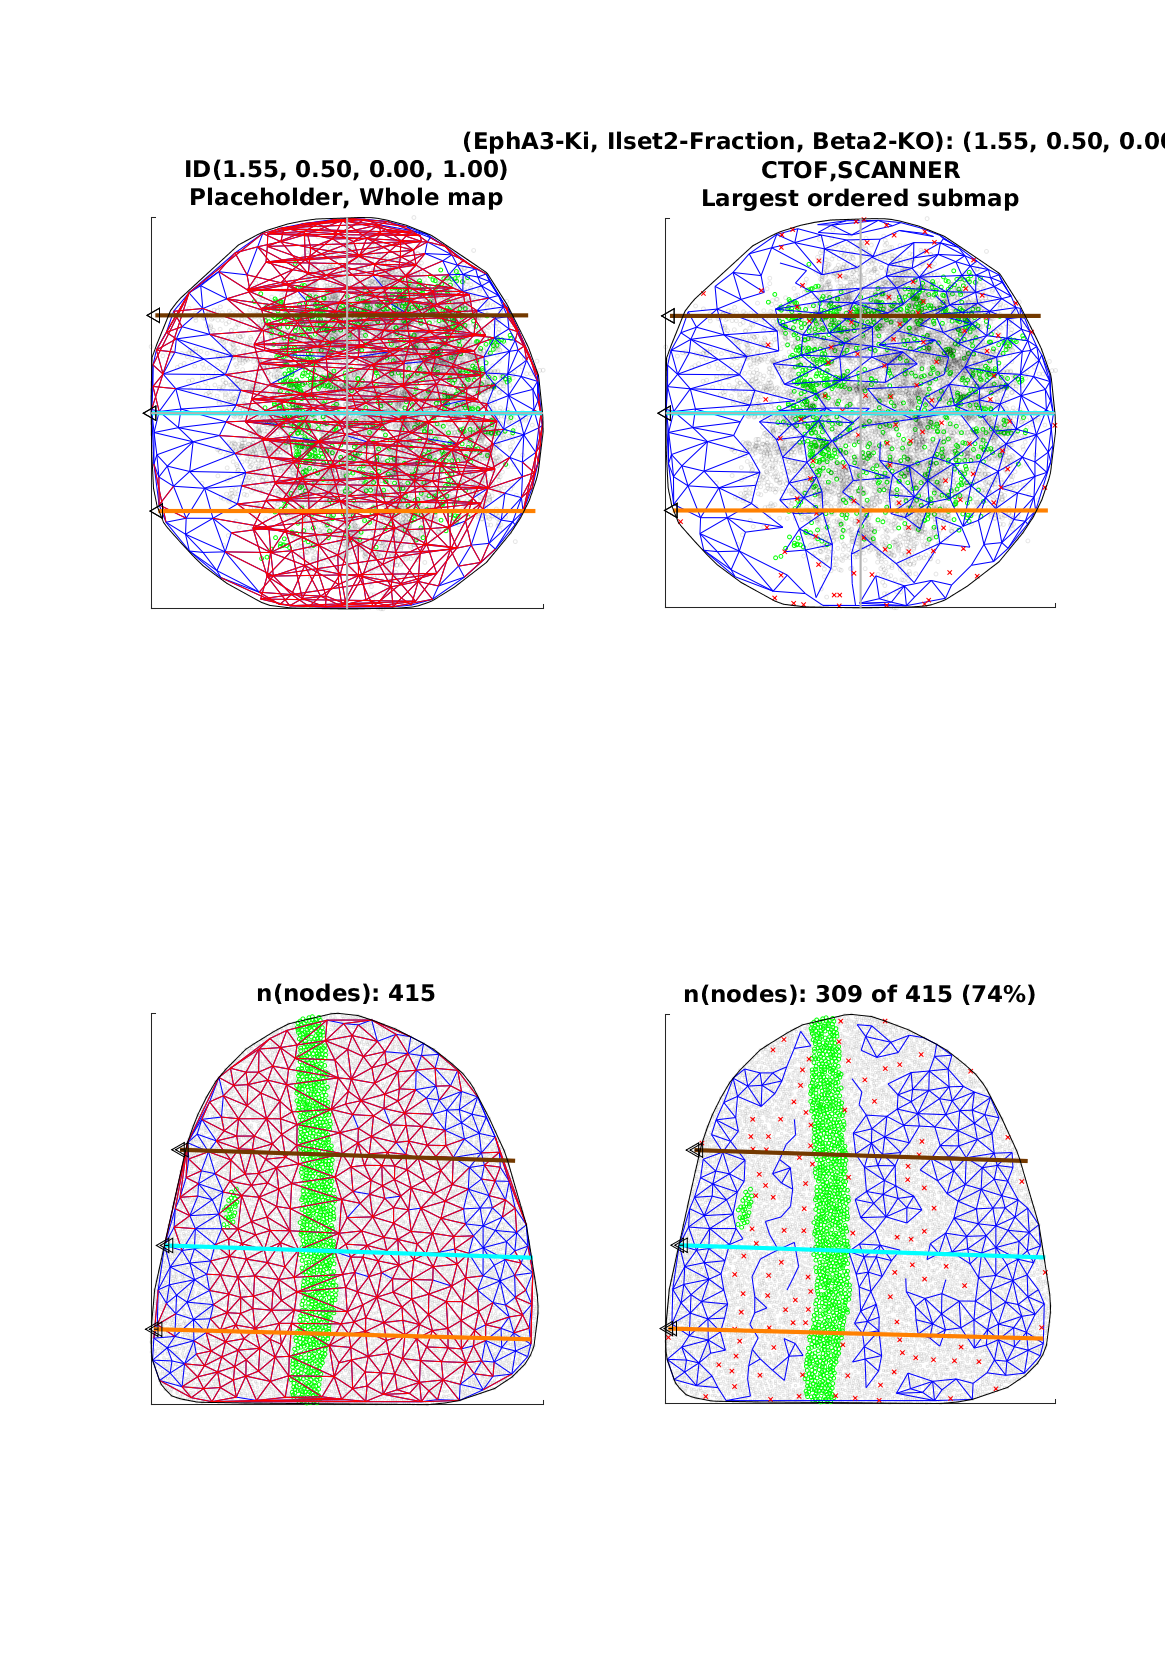 (EphA3-Ki, Ilset2-Fraction, Beta2-KO): (1.55, 0.50, 0.00
ID(1.55, 0.50, 0.00, 1.00)
Placeholder, Whole map
CTOF,SCANNER
Largest ordered submap
n(nodes): 415
n(nodes): 309 of 415 (74%)